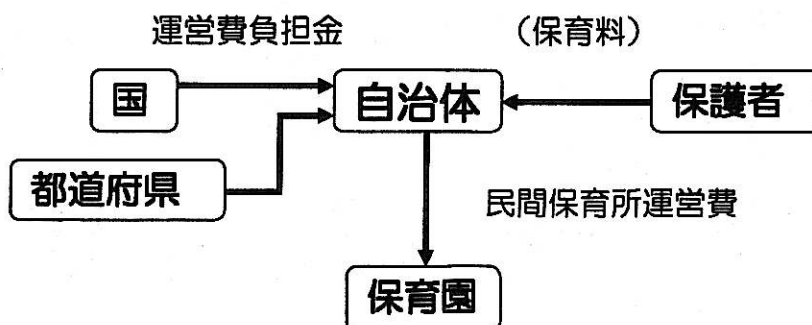 運営費負担金
（保育料）
国
自治体
保護者
都道府県
民間保育所運営費
保育園